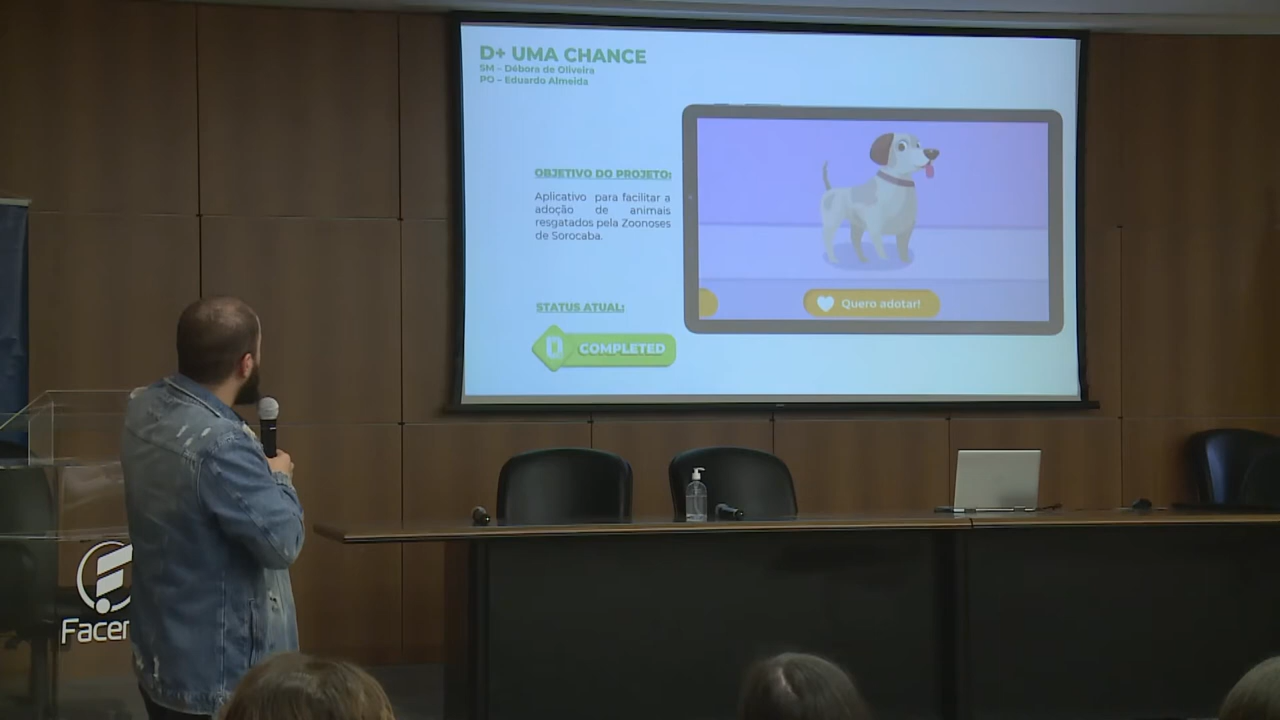 D+ UMA CHANCE
SM – Débora de Oliveira
PO – Eduardo Almeida
OBJETIVO DO PROJETO:
Aplicativo para facilitar a
adoção de animais
resgatados pela Zoonoses
de Sorocaba.
STATUS ATUAL:
COMPLETED
Quero adotar!
Facen